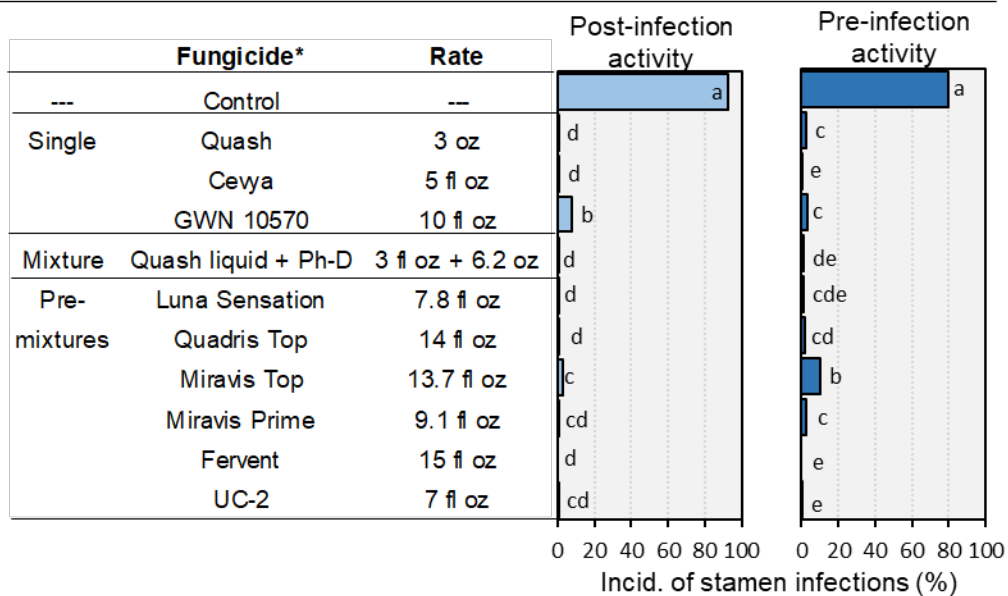 Post-infection activity Pre-infection activity
Fungicide* Rate
--- Control --- a a
Single Quash 3 oz d c
Cevya 5 fl oz d e
GWN 10570 10 fl oz b c
Mixture Quash liquid + Ph-D 3 fl oz + 6.2 oz d de
Pre- Luna Sensation 7.8 fl oz d cde
mixtures Quadris Top 14 fl oz d cd
Miravis Top 13.7 fl oz c b
Miravis Prime 9.1 fl oz cd c
Fervent 15 fl oz d e
UC-2 7 fl oz cd e
0 20 40 60 80 100 0 20 40 60 80 100
Incid. of stamen infections (%)